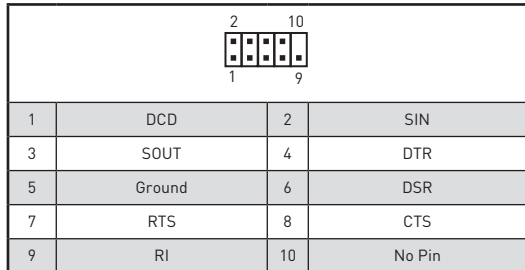 2 10
1 9
1 DCD 2 SIN
3 SOUT 4 DTR
5 Ground 6 DSR
7 RTS 8 CTS
9 RI 10 No Pin